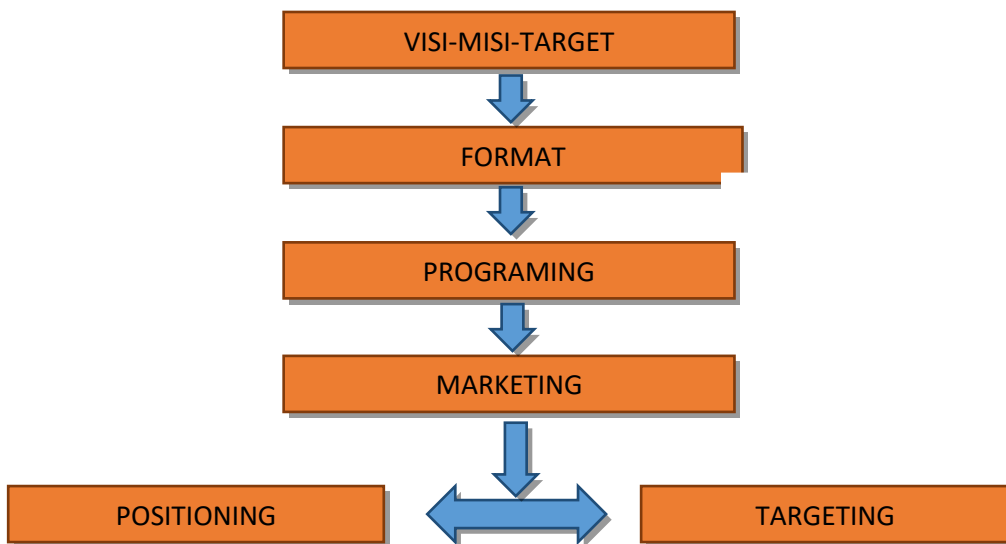 VISI-MISI-TARGET
FORMAT
PROGRAMING
MARKETING
POSITIONING
TARGETING